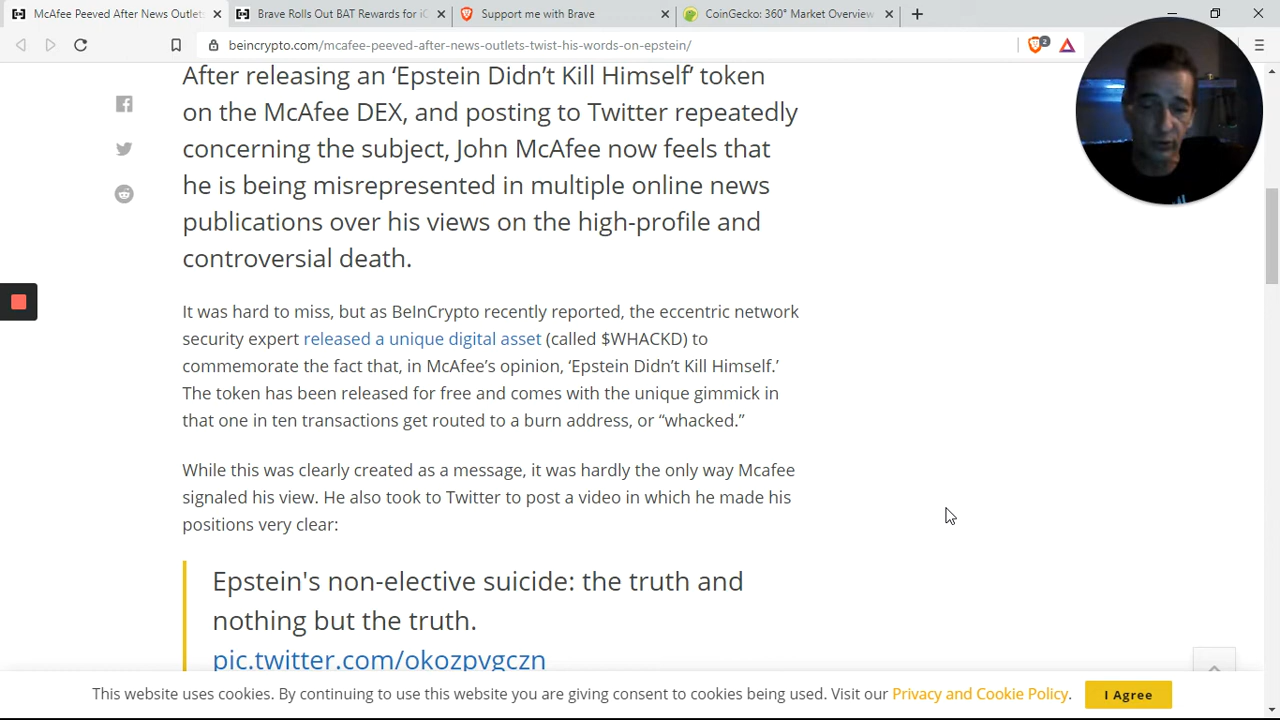 McAfee Peeved After News Outlet
Brave Rolls Out BAT Rewards for iO
Support me with Brave
CoinGecko: 360° Market Overview
beincrypto.com/mcafee-peeved-after-news-outlets-twist-his-words-on-epstein/
2
After releasing an ‘Epstein Didn’t Kill Himself’ token
on the McAfee DEX, and posting to Twitter repeatedly
concerning the subject, John McAfee now feels that
he is being misrepresented in multiple online news
publications over his views on the high-profile and
controversial death.
It was hard to miss, but as BeInCrypto recently reported, the eccentric network
security expert released a unique digital asset (called $WHACKD) to
commemorate the fact that, in McAfee’s opinion, ‘Epstein Didn’t Kill Himself.’
The token has been released for free and comes with the unique gimmick in
that one in ten transactions get routed to a burn address, or “whacked.”
While this was clearly created as a message, it was hardly the only way Mcafee
signaled his view. He also took to Twitter to post a video in which he made his
positions very clear:
Epstein's non-elective suicide: the truth and
nothing but the truth.
pic.twitter.com/okozpvgczn
This website uses cookies. By continuing to use this website you are giving consent to cookies being used. Visit our Privacy and Cookie Policy.
I Agree